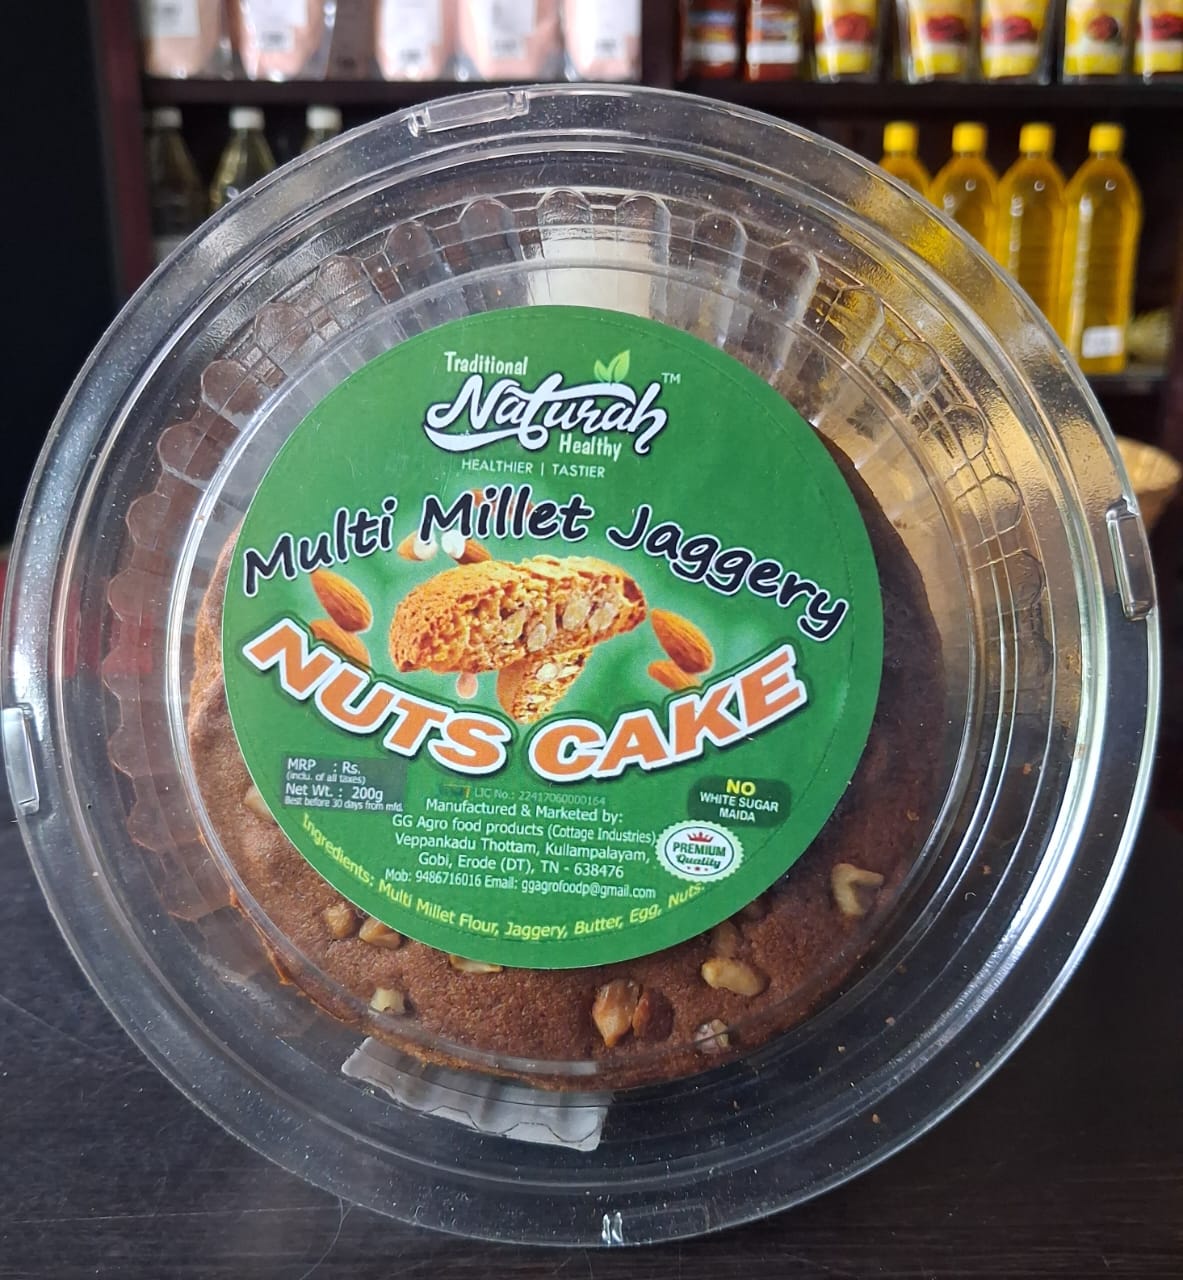 Traditional
Naturah TM
Healthy
HEALTHIER | TASTIER
Multi Millet Jaggery
NUTS CAKE
MRP : Rs.
(inclu. of all taxes)
Net Wt. : 200g
Best before 30 days from mfd.
LIC No.: 22417060000164
Manufactured & Marketed by:
GG Agro food products (Cottage Industries)
Veppankadu Thottam, Kullampalayam,
Gobi, Erode (DT), TN - 638476
Mob: 9486716016 Email: ggagrofoodp@gmail.com
NO
WHITE SUGAR
MAIDA
PREMIUM
Quality
Ingredients: Multi Millet Flour, Jaggery, Butter, Egg, Nuts.